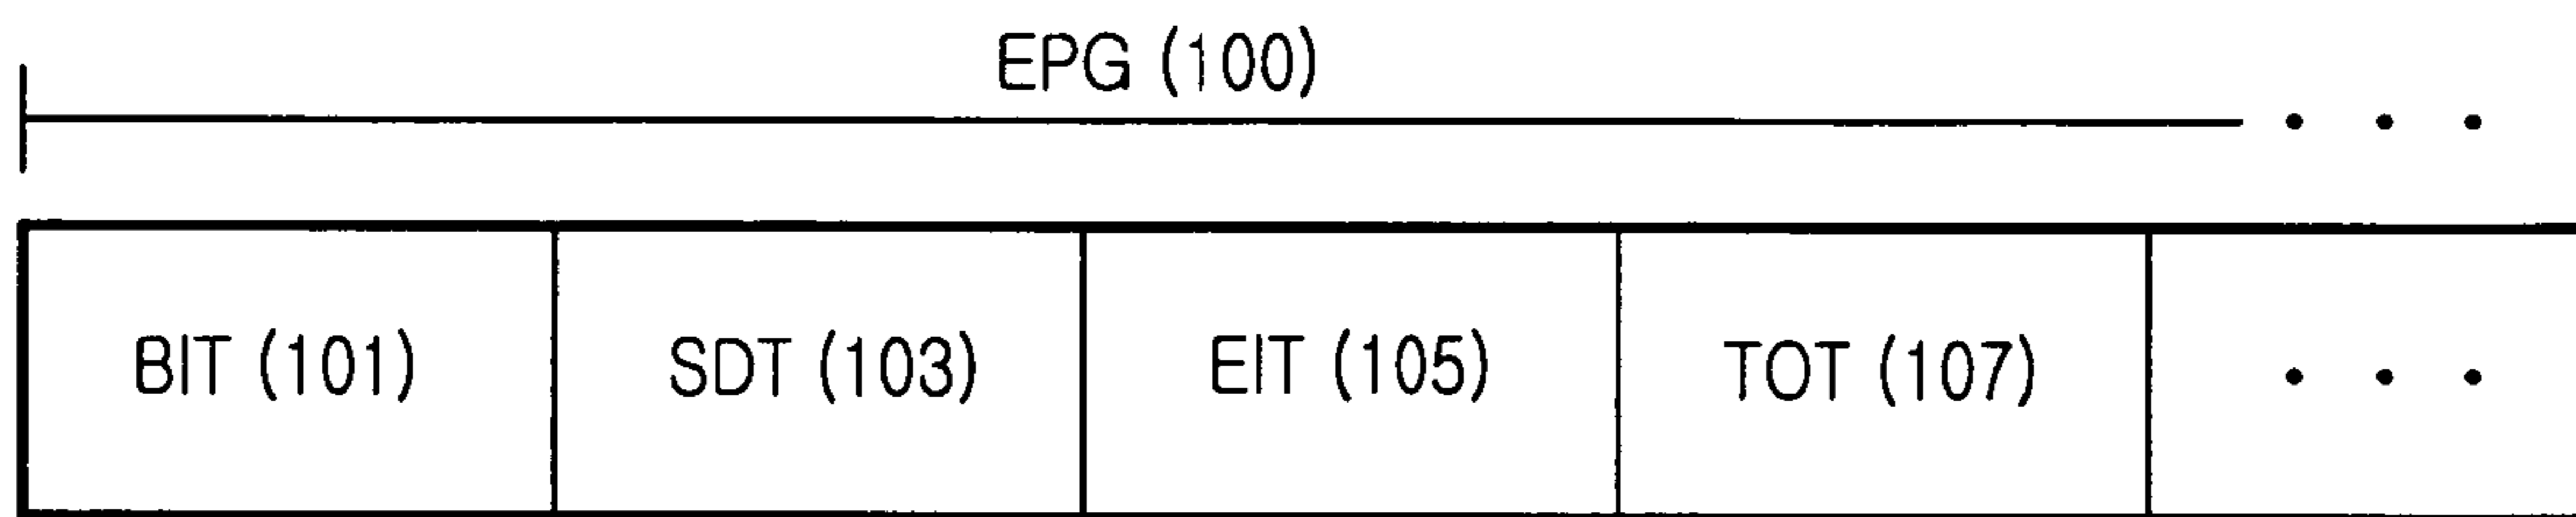 EPG (100)
BIT (101) SDT (103) EIT (105) TOT (107) • • •